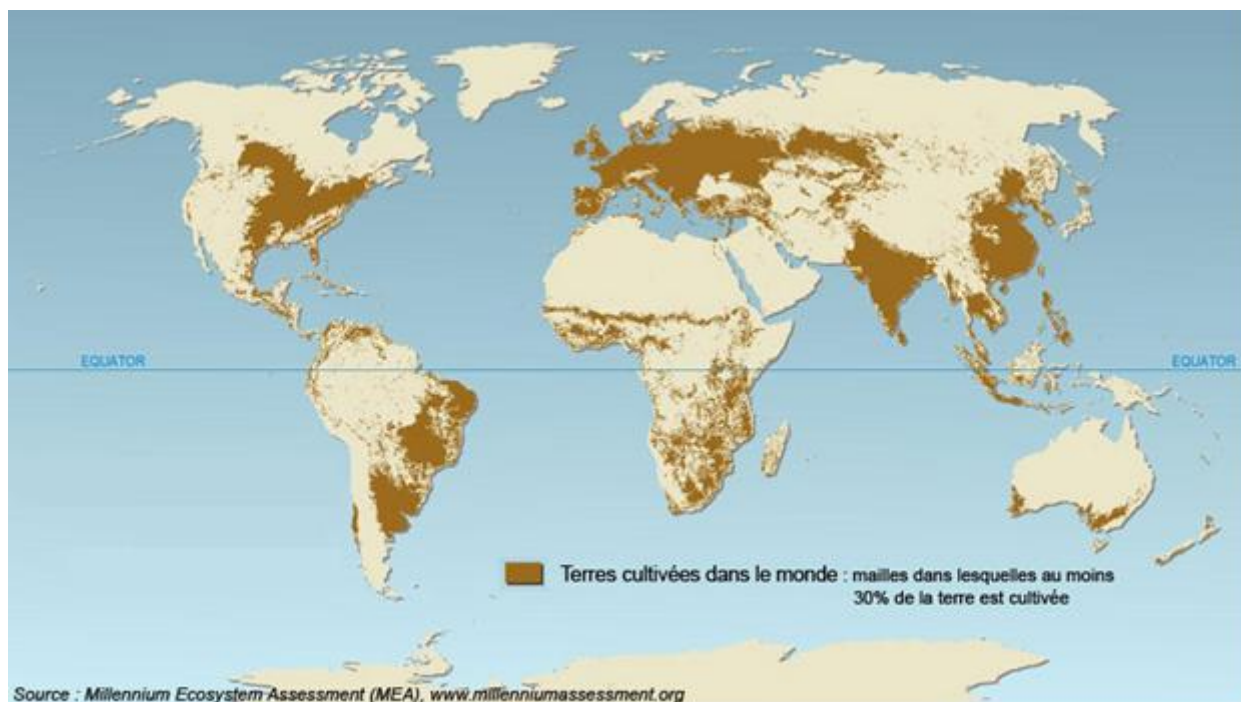 EQUATOR
EQUATOR
Terres cultivées dans le monde : mailles dans lesquelles au moins
30% de la terre est cultivée
Source : Millennium Ecosystem Assessment (MEA), www.millenniumassessment.org